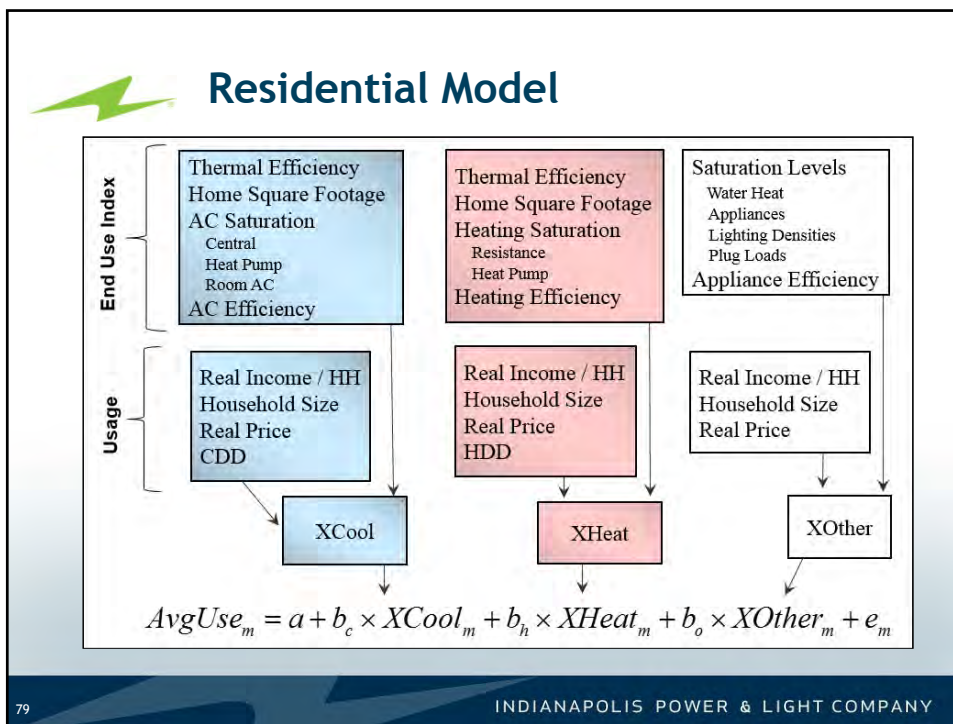 Residential Model
End Use Index
Thermal Efficiency
Home Square Footage
AC Saturation
Central
Heat Pump
Room AC
AC Efficiency
Thermal Efficiency
Home Square Footage
Heating Saturation
Resistance
Heat Pump
Heating Efficiency
Saturation Levels
Water Heat
Appliances
Lighting Densities
Plug Loads
Appliance Efficiency
Usage
Real Income / HH
Household Size
Real Price
CDD
Real Income / HH
Household Size
Real Price
HDD
Real Income / HH
Household Size
Real Price
XCool
XHeat
XOther
AvgUse_m = a + b_c × XCool_m + b_h × XHeat_m + b_o × XOther_m + e_m
79
INDIANAPOLIS POWER & LIGHT COMPANY